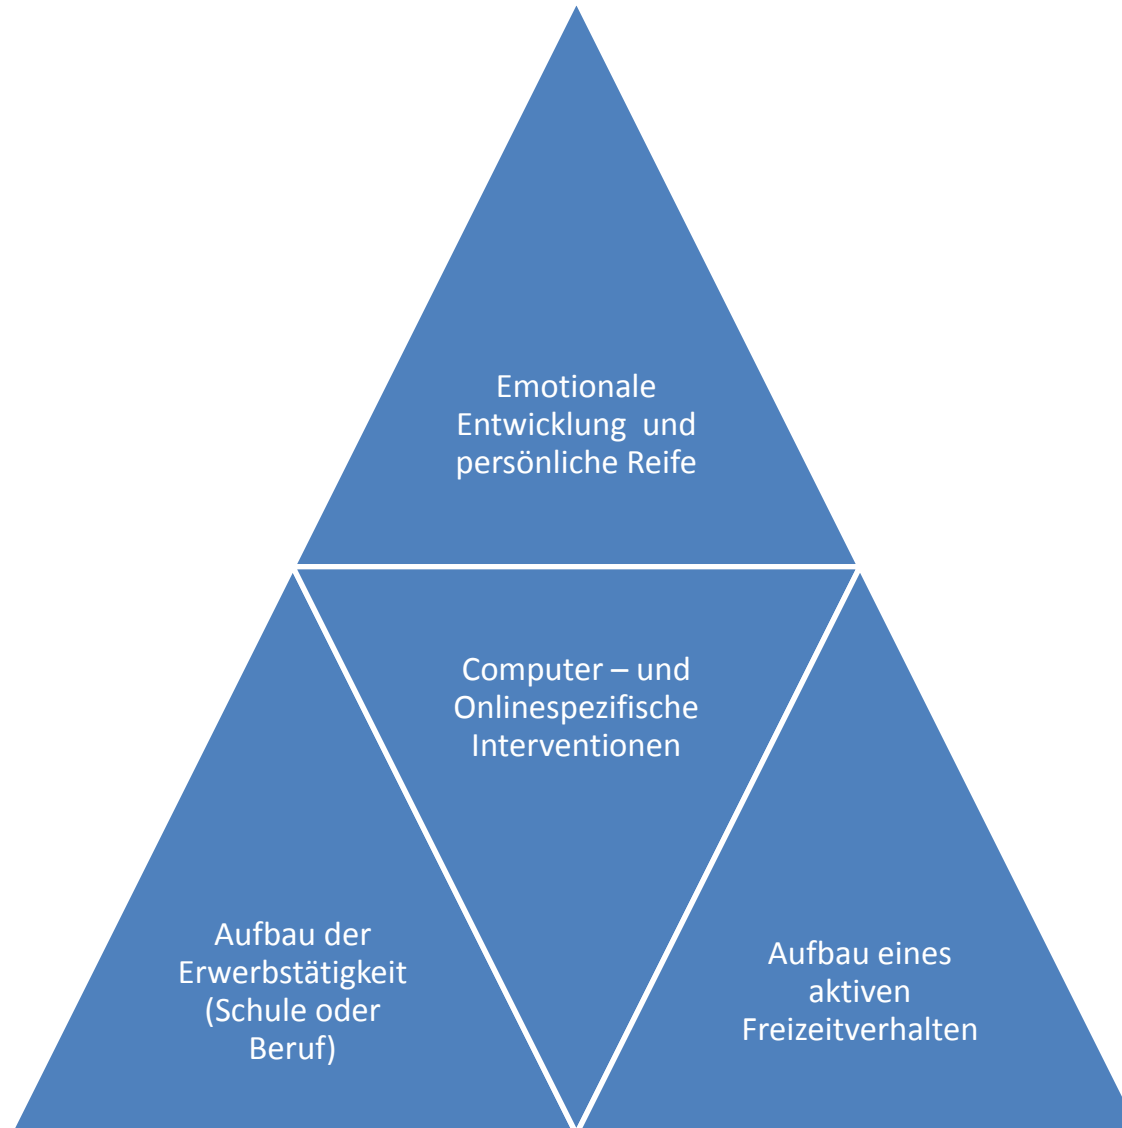 Emotionale
Entwicklung  und
persönliche Reife
Computer – und
Onlinespezifische
Interventionen
Aufbau der
Erwerbstätigkeit
(Schule oder
Beruf)
Aufbau eines
aktiven
Freizeitverhalten